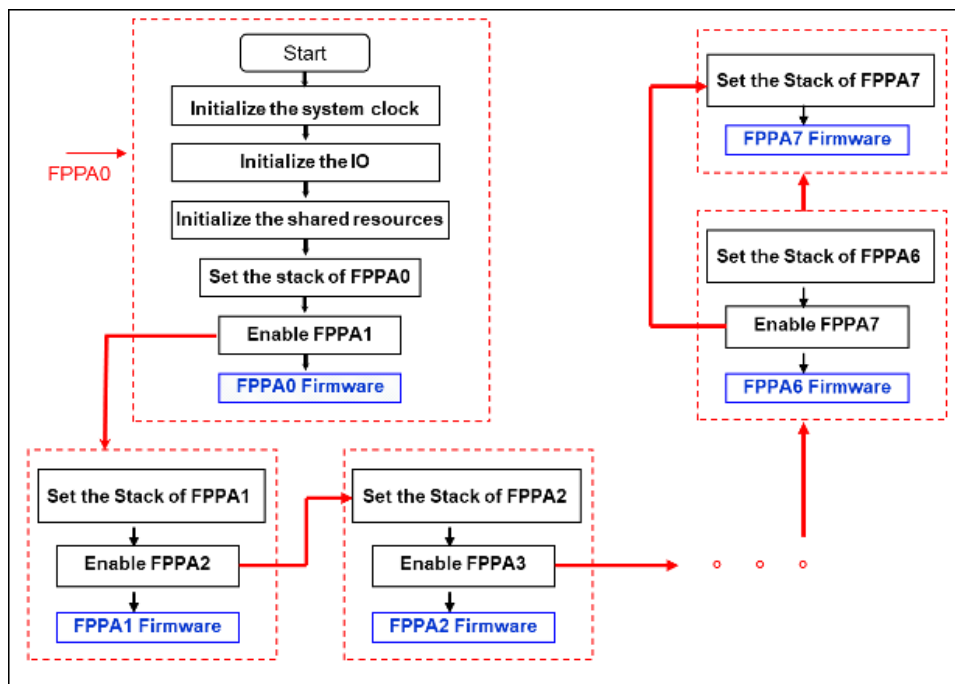 Start
Initialize the system clock
Initialize the IO
FPPA0
Initialize the shared resources
Set the stack of FPPA0
Enable FPPA1
FPPA0 Firmware
Set the Stack of FPPA1
Enable FPPA2
FPPA1 Firmware
Set the Stack of FPPA2
Enable FPPA3
FPPA2 Firmware
Set the Stack of FPPA6
Enable FPPA7
FPPA6 Firmware
Set the Stack of FPPA7
FPPA7 Firmware